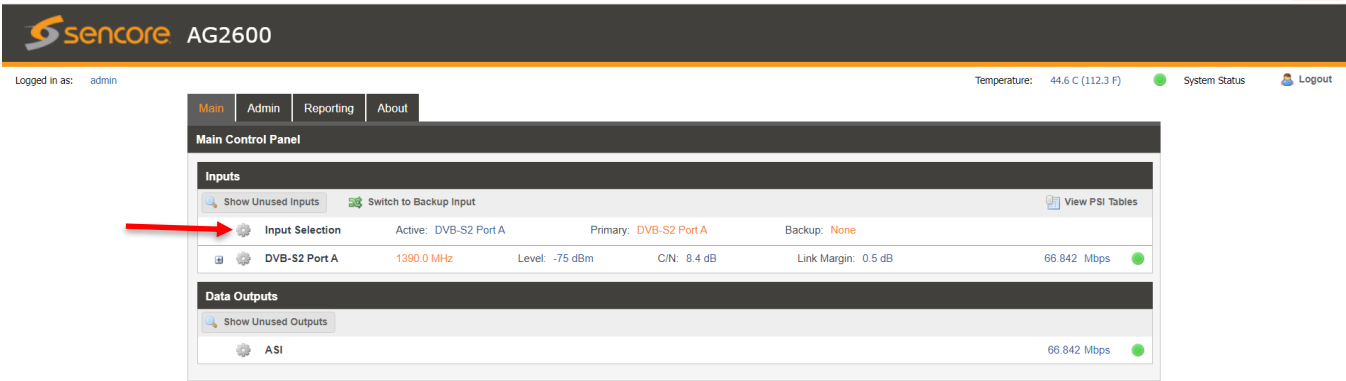 sencore AG2600
Logged in as: admin Temperature: 44.6 C (112.3 F) System Status Logout
Main Admin Reporting About
Main Control Panel
Inputs
Show Unused Inputs Switch to Backup Input View PSI Tables
Input Selection Active: DVB-S2 Port A Primary: DVB-S2 Port A Backup: None
DVB-S2 Port A 1390.0 MHz Level: -75 dBm C/N: 8.4 dB Link Margin: 0.5 dB 66.842 Mbps
Data Outputs
Show Unused Outputs
ASI 66.842 Mbps